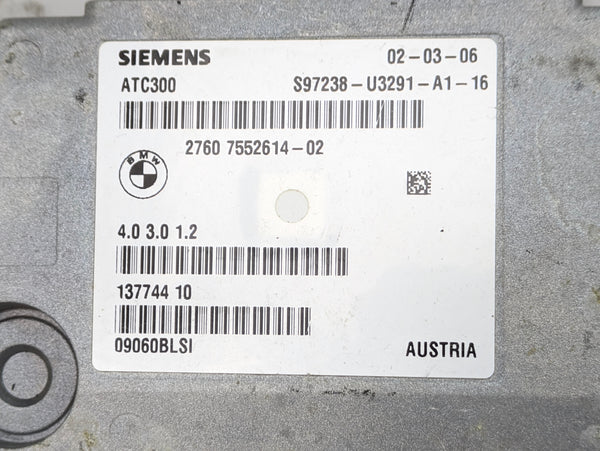 SIEMENS 02-03-06
ATC300 S97238-U3291-A1-16
2760 7552614-02
BMW
4.0 3.0 1.2
137744 10
09060BLSI AUSTRIA